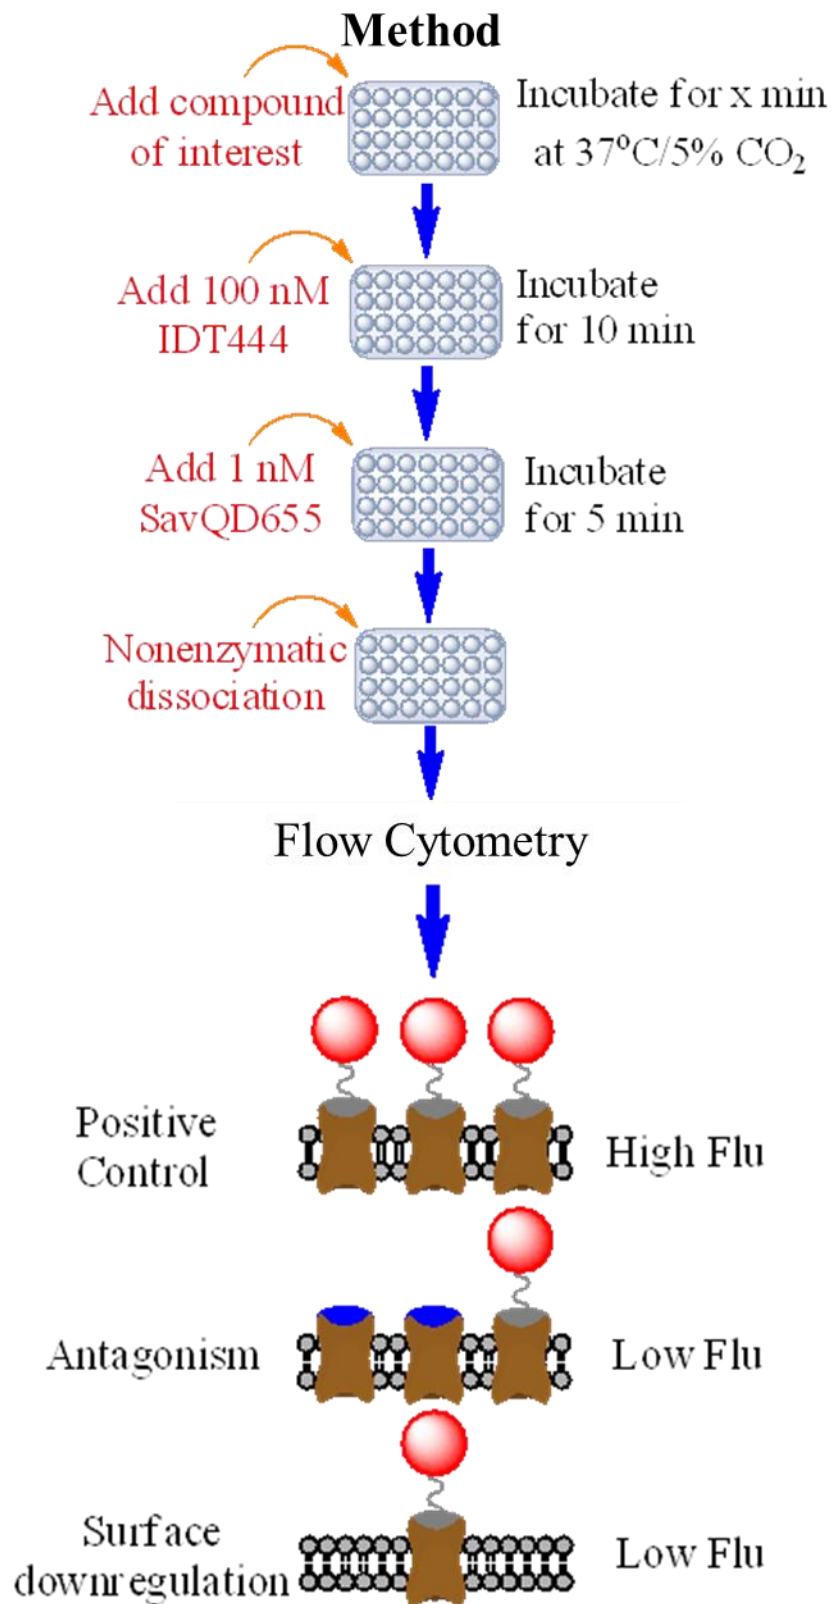 Method
Add compound
of interest
Incubate for x min
at 37°C/5% CO₂
Add 100 nM
IDT444
Incubate
for 10 min
Add 1 nM
SavQD655
Incubate
for 5 min
Nonenzymatic
dissociation
Flow Cytometry
Positive
Control
High Flu
Antagonism
Low Flu
Surface
downregulation
Low Flu